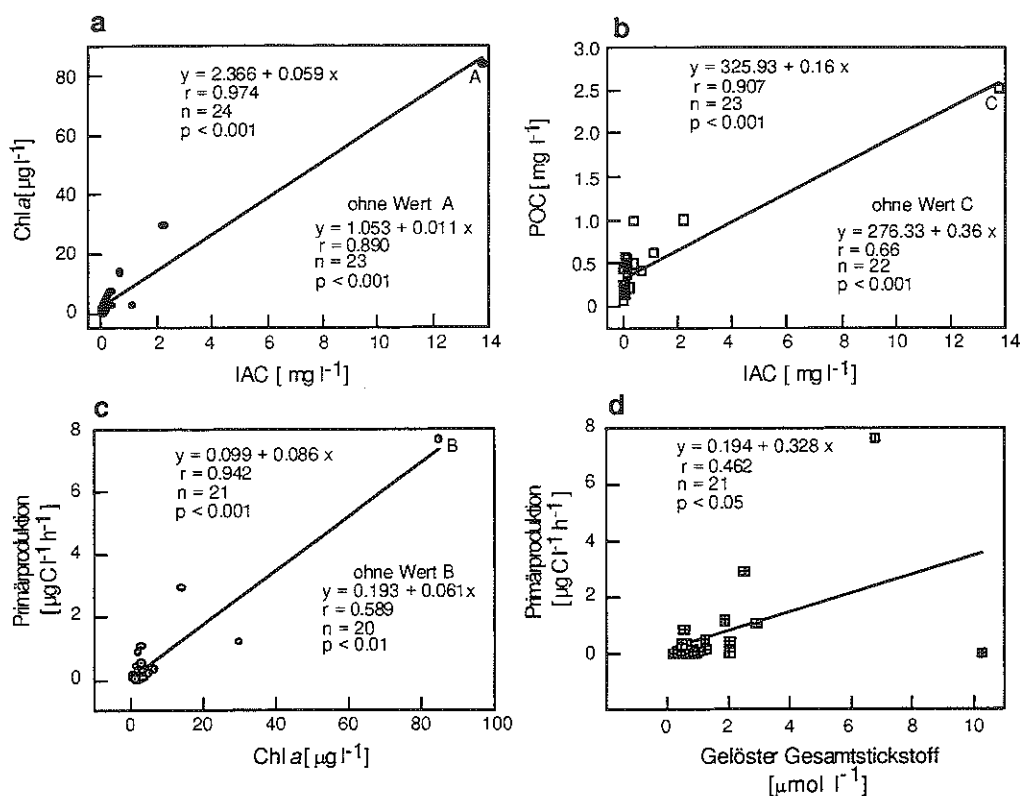 a
80
60
40
20
0
Chl a [µg l-1]
y = 2.366 + 0.059 x
r = 0.974
n = 24
p < 0.001
A
ohne Wert A
y = 1.053 + 0.011 x
r = 0.890
n = 23
p < 0.001
0 2 4 6 8 10 12 14
IAC [ mg l-1]
b
3.0
2.5
2.0
1.5
1.0
0.5
0
POC [ mg l-1]
y = 325.93 + 0.16 x
r = 0.907
n = 23
p < 0.001
C
ohne Wert C
y = 276.33 + 0.36 x
r = 0.66
n = 22
p < 0.001
0 2 4 6 8 10 12 14
IAC [ mg l-1]
c
8
6
4
2
0
Primärproduktion
[µgCl-1h-1]
y = 0.099 + 0.086 x
r = 0.942
n = 21
p < 0.001
B
ohne Wert B
y = 0.193 + 0.061x
r = 0.589
n = 20
p < 0.01
0 20 40 60 80 100
Chl a [µg l-1]
d
8
6
4
2
0
Primärproduktion
[µgCl-1h-1]
y = 0.194 + 0.328 x
r = 0.462
n = 21
p < 0.05
0 2 4 6 8 10
Gelöster Gesamtstickstoff
[µmol l-1]